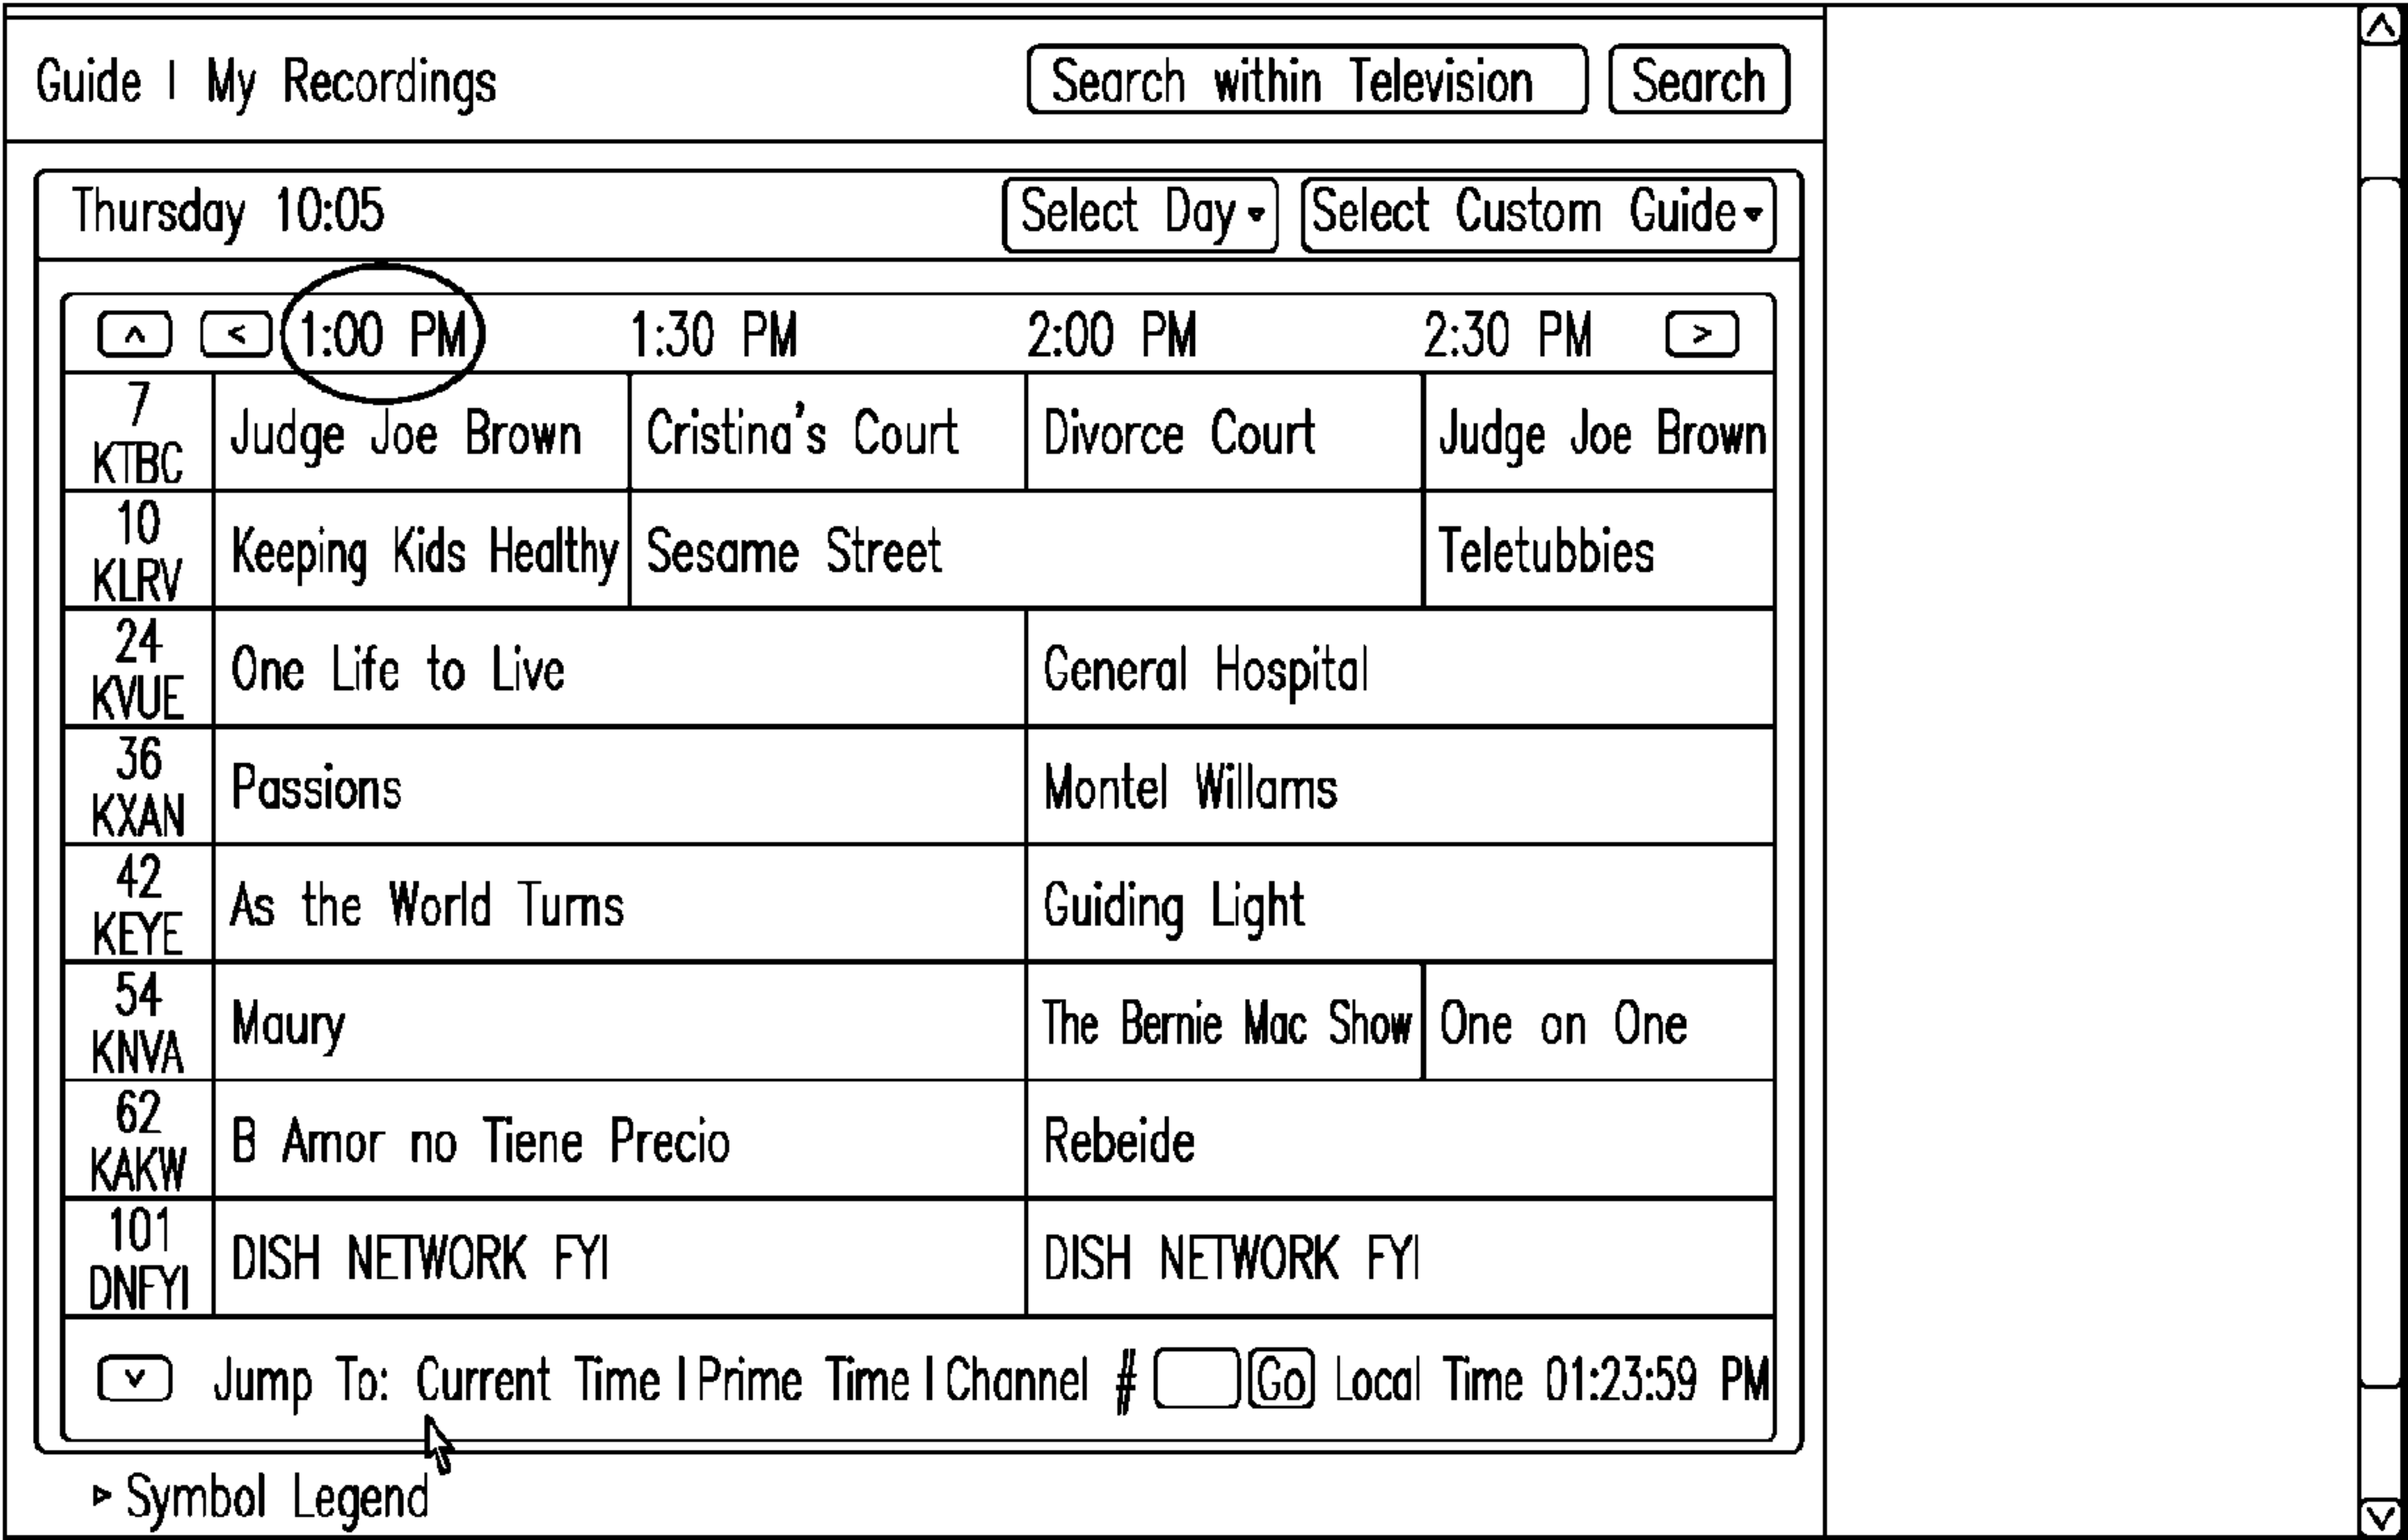 Guide | My Recordings Search within Television Search
Thursday 10:05 Select Day Select Custom Guide
^ < 1:00 PM 1:30 PM 2:00 PM 2:30 PM >
7 KTBC Judge Joe Brown Cristina's Court Divorce Court Judge Joe Brown
10 KLRV Keeping Kids Healthy Sesame Street Teletubbies
24 KVUE One Life to Live General Hospital
36 KXAN Passions Montel Willams
42 KEYE As the World Turns Guiding Light
54 KNVA Maury The Bernie Mac Show One on One
62 KAKW B Amor no Tiene Precio Rebeide
101 DNFYI DISH NETWORK FYI DISH NETWORK FYI
Jump To: Current Time | Prime Time | Channel # Go Local Time 01:23:59 PM
Symbol Legend